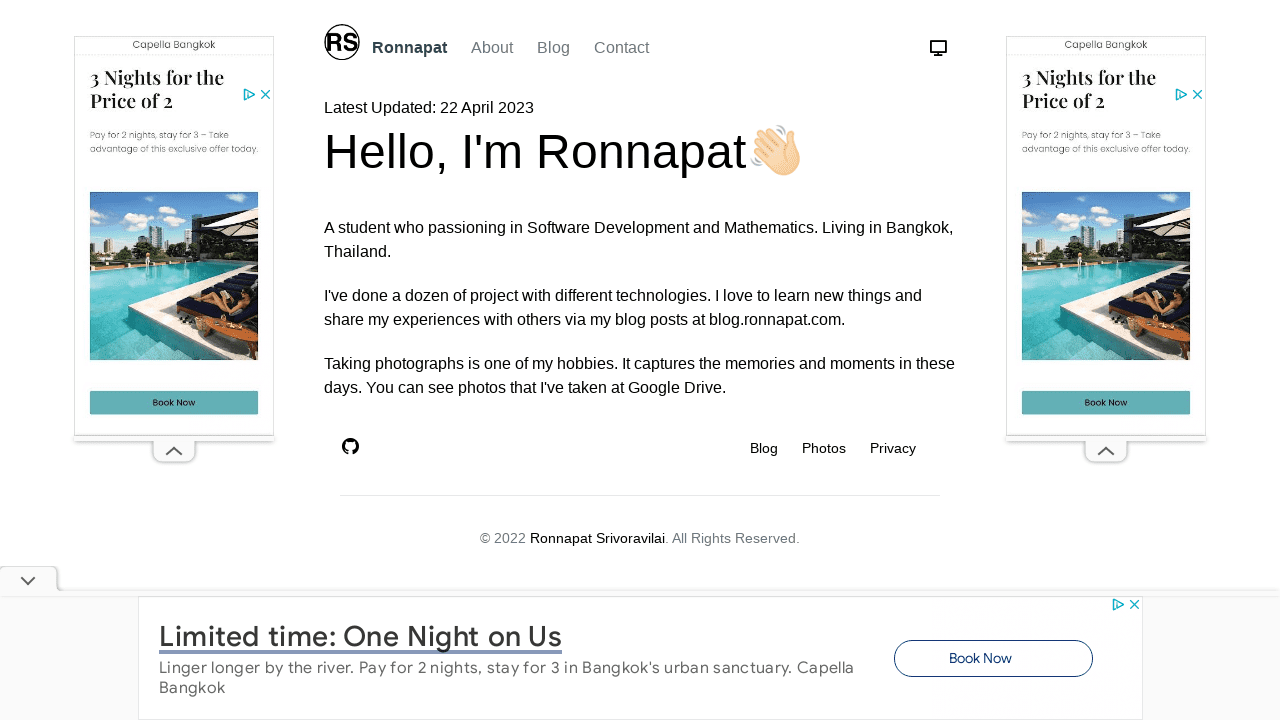 RS
Ronnapat
About
Blog
Contact
Latest Updated: 22 April 2023
Hello, I'm Ronnapat👋🏻
A student who passioning in Software Development and Mathematics. Living in Bangkok,
Thailand.
I've done a dozen of project with different technologies. I love to learn new things and
share my experiences with others via my blog posts at blog.ronnapat.com.
Taking photographs is one of my hobbies. It captures the memories and moments in these
days. You can see photos that I've taken at Google Drive.
Blog
Photos
Privacy
© 2022 Ronnapat Srivoravilai. All Rights Reserved.
Capella Bangkok
3 Nights for the
Price of 2
Pay for 2 nights, stay for 3 – Take
advantage of this exclusive offer today.
Book Now
Capella Bangkok
3 Nights for the
Price of 2
Pay for 2 nights, stay for 3 – Take
advantage of this exclusive offer today.
Book Now
Limited time: One Night on Us
Linger longer by the river. Pay for 2 nights, stay for 3 in Bangkok's urban sanctuary. Capella
Bangkok
Book Now